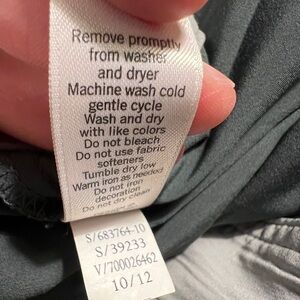 Remove promptly
from washer
and dryer
Machine wash cold
gentle cycle
Wash and dry
with like colors
Do not bleach
Do not use fabric
softeners
Tumble dry low
Warm iron as needed
Do not iron
decoration
Do not dry clean
S/683764-10
S/39233
V/700026462
10/12